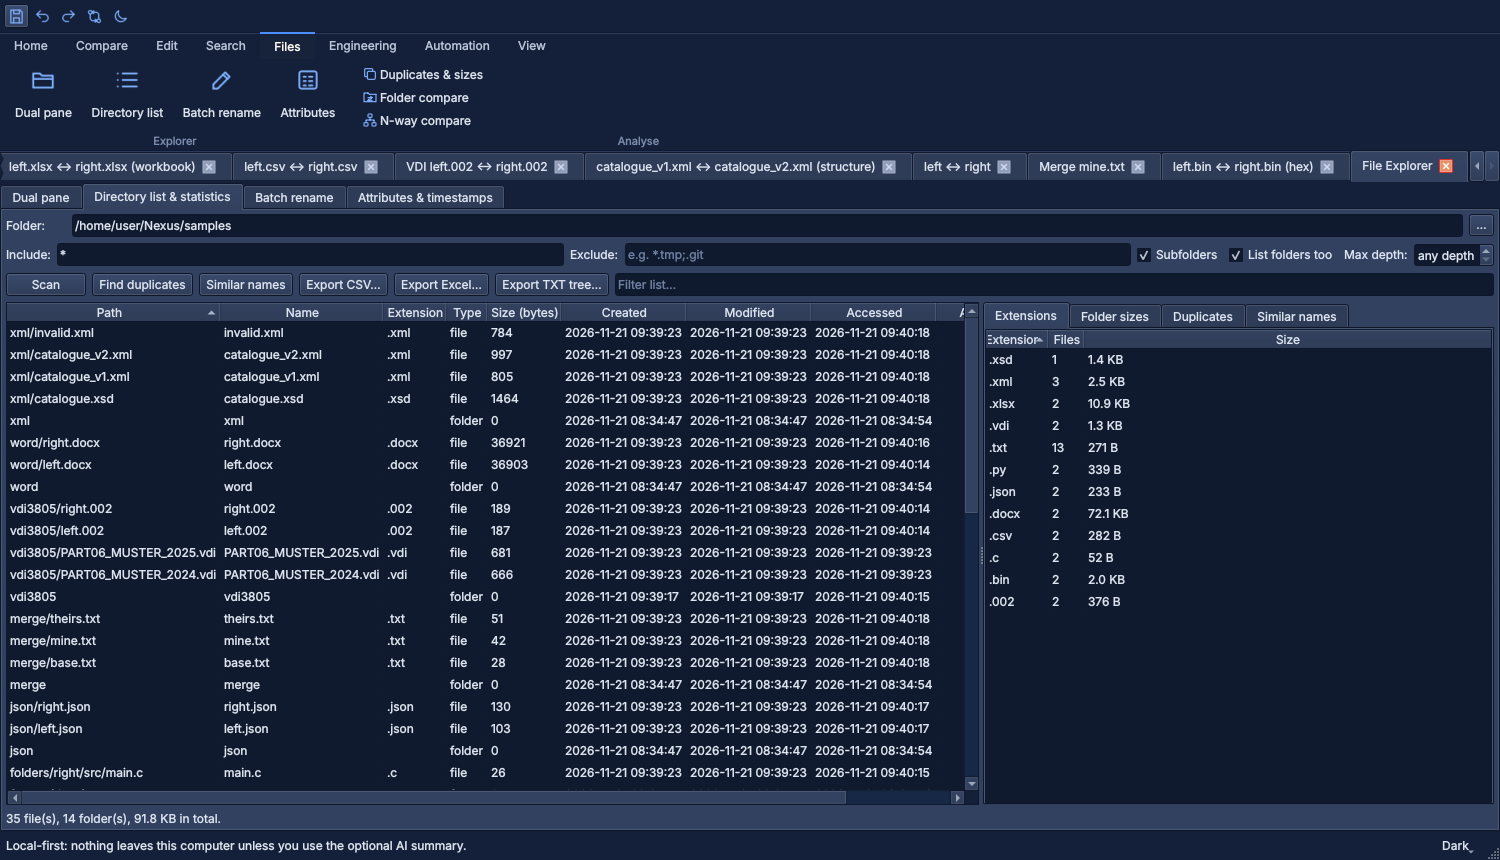 Home Compare Edit Search Files Engineering Automation View
Dual pane Directory list Batch rename Attributes
Duplicates & sizes
Folder compare
N-way compare
Explorer Analyse
left.xlsx ↔ right.xlsx (workbook) left.csv ↔ right.csv VDI left.002 ↔ right.002 catalogue_v1.xml ↔ catalogue_v2.xml (structure) left ↔ right Merge mine.txt left.bin ↔ right.bin (hex) File Explorer
Dual pane Directory list & statistics Batch rename Attributes & timestamps
Folder: /home/user/Nexus/samples ...
Include: * Exclude: e.g. *.tmp;.git Subfolders List folders too Max depth: any depth
Scan Find duplicates Similar names Export CSV... Export Excel... Export TXT tree... Filter list...
Path Name Extension Type Size (bytes) Created Modified Accessed
xml/invalid.xml invalid.xml .xml file 784 2026-11-21 09:39:23 2026-11-21 09:39:23 2026-11-21 09:40:18
xml/catalogue_v2.xml catalogue_v2.xml .xml file 997 2026-11-21 09:39:23 2026-11-21 09:39:23 2026-11-21 09:40:18
xml/catalogue_v1.xml catalogue_v1.xml .xml file 805 2026-11-21 09:39:23 2026-11-21 09:39:23 2026-11-21 09:40:18
xml/catalogue.xsd catalogue.xsd .xsd file 1464 2026-11-21 09:39:23 2026-11-21 09:39:23 2026-11-21 09:40:18
xml xml folder 0 2026-11-21 08:34:47 2026-11-21 08:34:47 2026-11-21 08:34:54
word/right.docx right.docx .docx file 36921 2026-11-21 09:39:23 2026-11-21 09:39:23 2026-11-21 09:40:16
word/left.docx left.docx .docx file 36903 2026-11-21 09:39:23 2026-11-21 09:39:23 2026-11-21 09:40:14
word word folder 0 2026-11-21 08:34:47 2026-11-21 08:34:47 2026-11-21 08:34:54
vdi3805/right.002 right.002 .002 file 189 2026-11-21 09:39:23 2026-11-21 09:39:23 2026-11-21 09:40:14
vdi3805/left.002 left.002 .002 file 187 2026-11-21 09:39:23 2026-11-21 09:39:23 2026-11-21 09:40:14
vdi3805/PART06_MUSTER_2025.vdi PART06_MUSTER_2025.vdi .vdi file 681 2026-11-21 09:39:23 2026-11-21 09:39:23 2026-11-21 09:39:23
vdi3805/PART06_MUSTER_2024.vdi PART06_MUSTER_2024.vdi .vdi file 666 2026-11-21 09:39:23 2026-11-21 09:39:23 2026-11-21 09:39:23
vdi3805 vdi3805 folder 0 2026-11-21 09:39:17 2026-11-21 09:39:17 2026-11-21 09:40:15
merge/theirs.txt theirs.txt .txt file 51 2026-11-21 09:39:23 2026-11-21 09:39:23 2026-11-21 09:40:18
merge/mine.txt mine.txt .txt file 42 2026-11-21 09:39:23 2026-11-21 09:39:23 2026-11-21 09:40:18
merge/base.txt base.txt .txt file 28 2026-11-21 09:39:23 2026-11-21 09:39:23 2026-11-21 09:40:18
merge merge folder 0 2026-11-21 08:34:47 2026-11-21 08:34:47 2026-11-21 08:34:54
json/right.json right.json .json file 130 2026-11-21 09:39:23 2026-11-21 09:39:23 2026-11-21 09:40:17
json/left.json left.json .json file 103 2026-11-21 09:39:23 2026-11-21 09:39:23 2026-11-21 09:40:17
json json folder 0 2026-11-21 08:34:47 2026-11-21 08:34:47 2026-11-21 08:34:54
folders/right/src/main.c main.c .c file 26 2026-11-21 09:39:23 2026-11-21 09:39:23 2026-11-21 09:40:15
Extensions Folder sizes Duplicates Similar names
Extension Files Size
.xsd 1 1.4 KB
.xml 3 2.5 KB
.xlsx 2 10.9 KB
.vdi 2 1.3 KB
.txt 13 271 B
.py 2 339 B
.json 2 233 B
.docx 2 72.1 KB
.csv 2 282 B
.c 2 52 B
.bin 2 2.0 KB
.002 2 376 B
35 file(s), 14 folder(s), 91.8 KB in total.
Local-first: nothing leaves this computer unless you use the optional AI summary. Dark